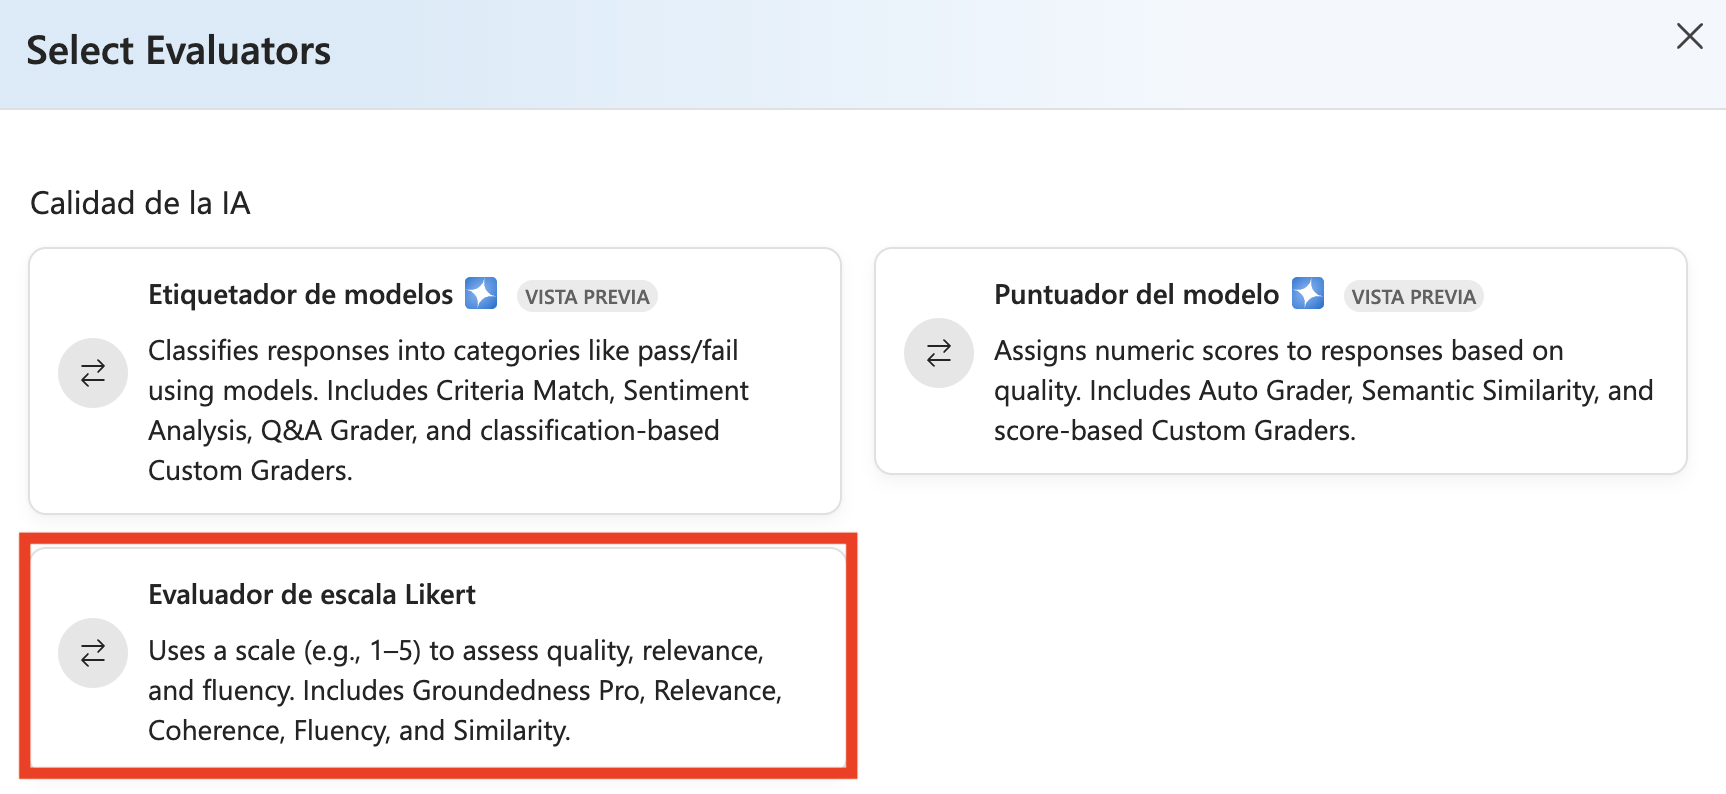 Select Evaluators
Calidad de la IA
Etiquetador de modelos VISTA PREVIA
Classifies responses into categories like pass/fail
using models. Includes Criteria Match, Sentiment
Analysis, Q&A Grader, and classification-based
Custom Graders.
Puntuador del modelo VISTA PREVIA
Assigns numeric scores to responses based on
quality. Includes Auto Grader, Semantic Similarity, and
score-based Custom Graders.
Evaluador de escala Likert
Uses a scale (e.g., 1–5) to assess quality, relevance,
and fluency. Includes Groundedness Pro, Relevance,
Coherence, Fluency, and Similarity.